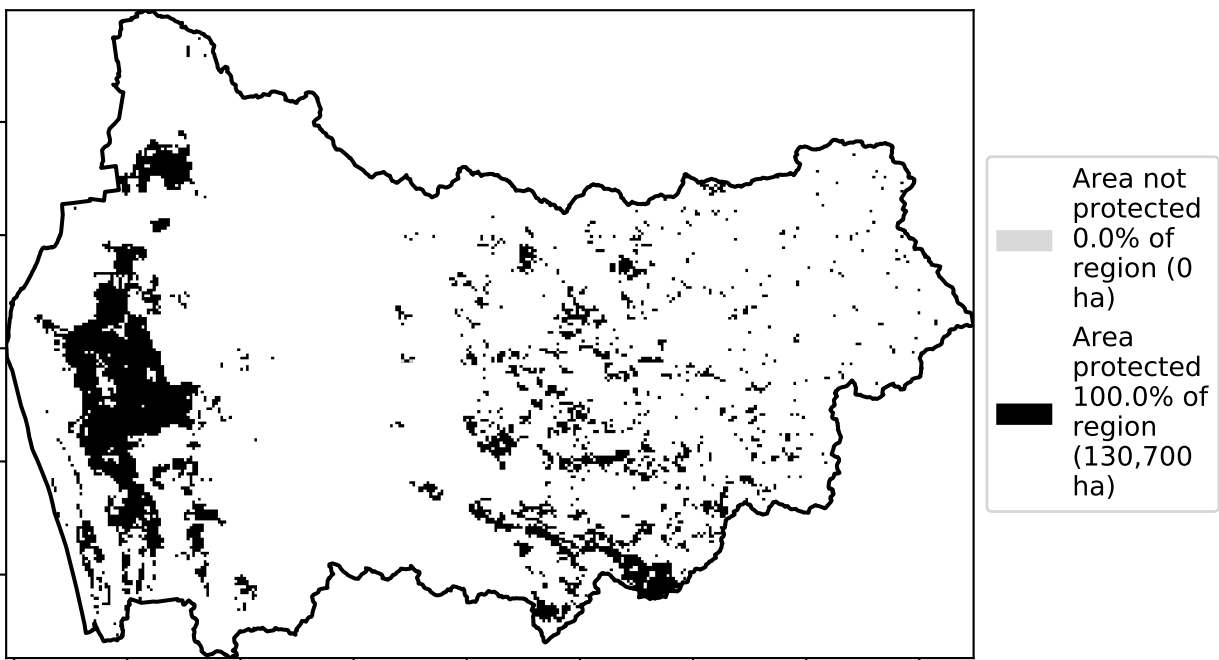 Area not
protected
0.0% of
region (0
ha)
Area
protected
100.0% of
region
(130,700
ha)